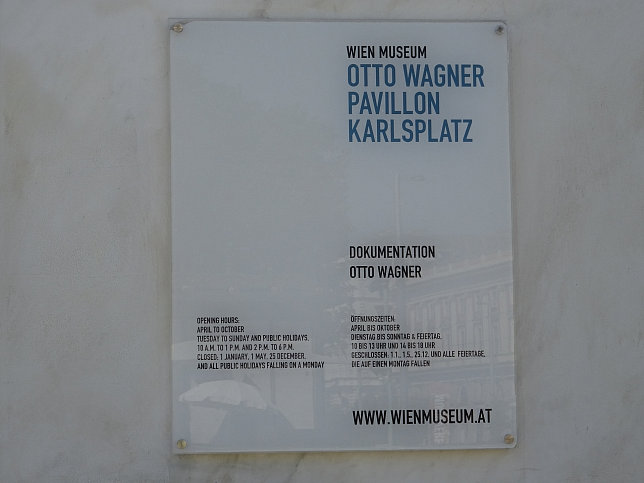 WIEN MUSEUM
OTTO WAGNER
PAVILLON
KARLSPLATZ
DOKUMENTATION
OTTO WAGNER
OPENING HOURS:
APRIL TO OCTOBER
TUESDAY TO SUNDAY AND PUBLIC HOLIDAYS,
10 A.M. TO 1 P.M. AND 2 P.M. TO 6 P.M.
CLOSED: 1 JANUARY, 1 MAY, 25 DECEMBER,
AND ALL PUBLIC HOLIDAYS FALLING ON A MONDAY
ÖFFNUNGSZEITEN:
APRIL BIS OKTOBER
DIENSTAG BIS SONNTAG & FEIERTAG,
10 BIS 13 UHR UND 14 BIS 18 UHR
GESCHLOSSEN: 1.1., 1.5., 25.12. UND ALLE FEIERTAGE,
DIE AUF EINEN MONTAG FALLEN
WWW.WIENMUSEUM.AT